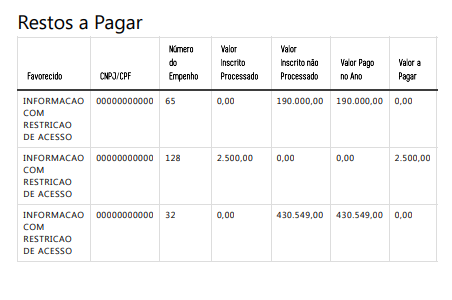 Restos a Pagar
Favorecido CNPJ/CPF Número do Empenho Valor Inscrito Processado Valor Inscrito não Processado Valor Pago no Ano Valor a Pagar
INFORMACAO COM RESTRICAO DE ACESSO 00000000000 65 0,00 190.000,00 190.000,00 0,00
INFORMACAO COM RESTRICAO DE ACESSO 00000000000 128 2.500,00 0,00 0,00 2.500,00
INFORMACAO COM RESTRICAO DE ACESSO 00000000000 32 0,00 430.549,00 430.549,00 0,00